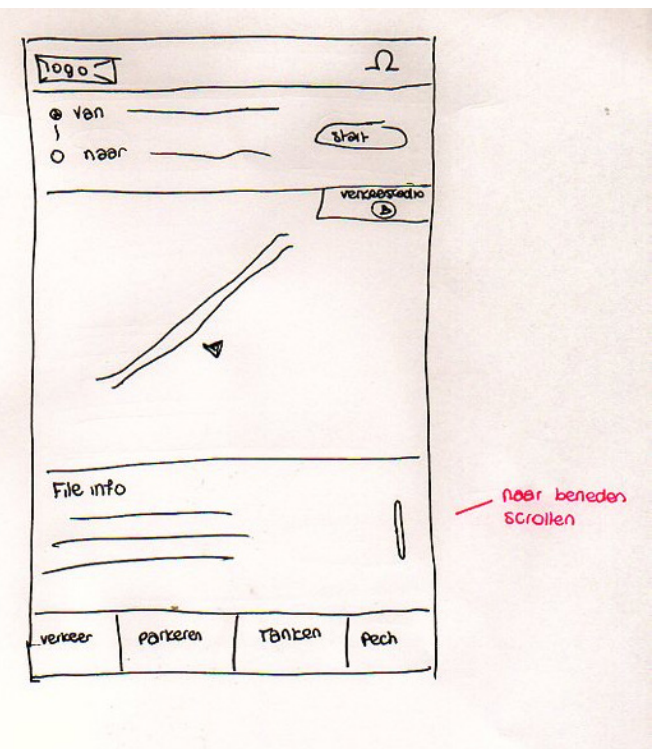 logo
van
naar
start
verkeersradio
File info
naar beneden
scrollen
verkeer
parkeren
Tanken
Pech